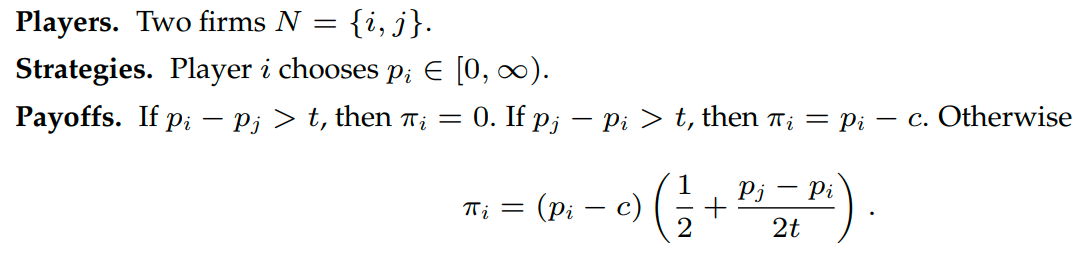 Players. Two firms N = {i, j}.
Strategies. Player i chooses p_i ∈ [0, ∞).
Payoffs. If p_i − p_j > t, then π_i = 0. If p_j − p_i > t, then π_i = p_i − c. Otherwise
π_i = (p_i − c) (1/2 + (p_j − p_i)/2t) .